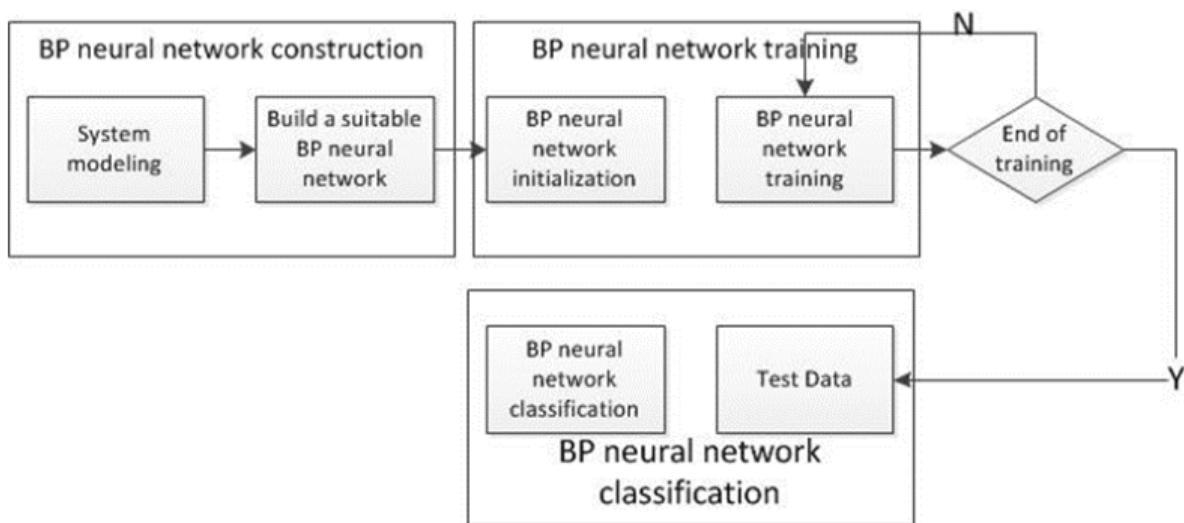 BP neural network construction
System
modeling
Build a suitable
BP neural
network
BP neural network training
BP neural
network
initialization
BP neural
network
training
N
End of
training
Y
BP neural
network
classification
Test Data
BP neural network
classification